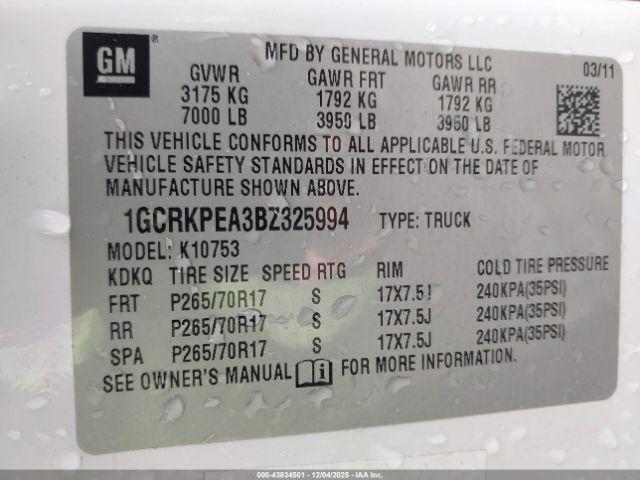 GM
MFD BY GENERAL MOTORS LLC
03/11
GVWR GAWR FRT GAWR RR
3175 KG 1792 KG 1792 KG
7000 LB 3950 LB 3950 LB
THIS VEHICLE CONFORMS TO ALL APPLICABLE U.S. FEDERAL MOTOR
VEHICLE SAFETY STANDARDS IN EFFECT ON THE DATE OF
MANUFACTURE SHOWN ABOVE.
1GCRKPEA3BZ325994 TYPE: TRUCK
MODEL: K10753
KDKQ TIRE SIZE SPEED RTG RIM COLD TIRE PRESSURE
FRT P265/70R17 S 17X7.5J 240KPA(35PSI)
RR P265/70R17 S 17X7.5J 240KPA(35PSI)
SPA P265/70R17 S 17X7.5J 240KPA(35PSI)
SEE OWNER'S MANUAL FOR MORE INFORMATION.
000-43834501 - 12/04/2025 - IAAI.com